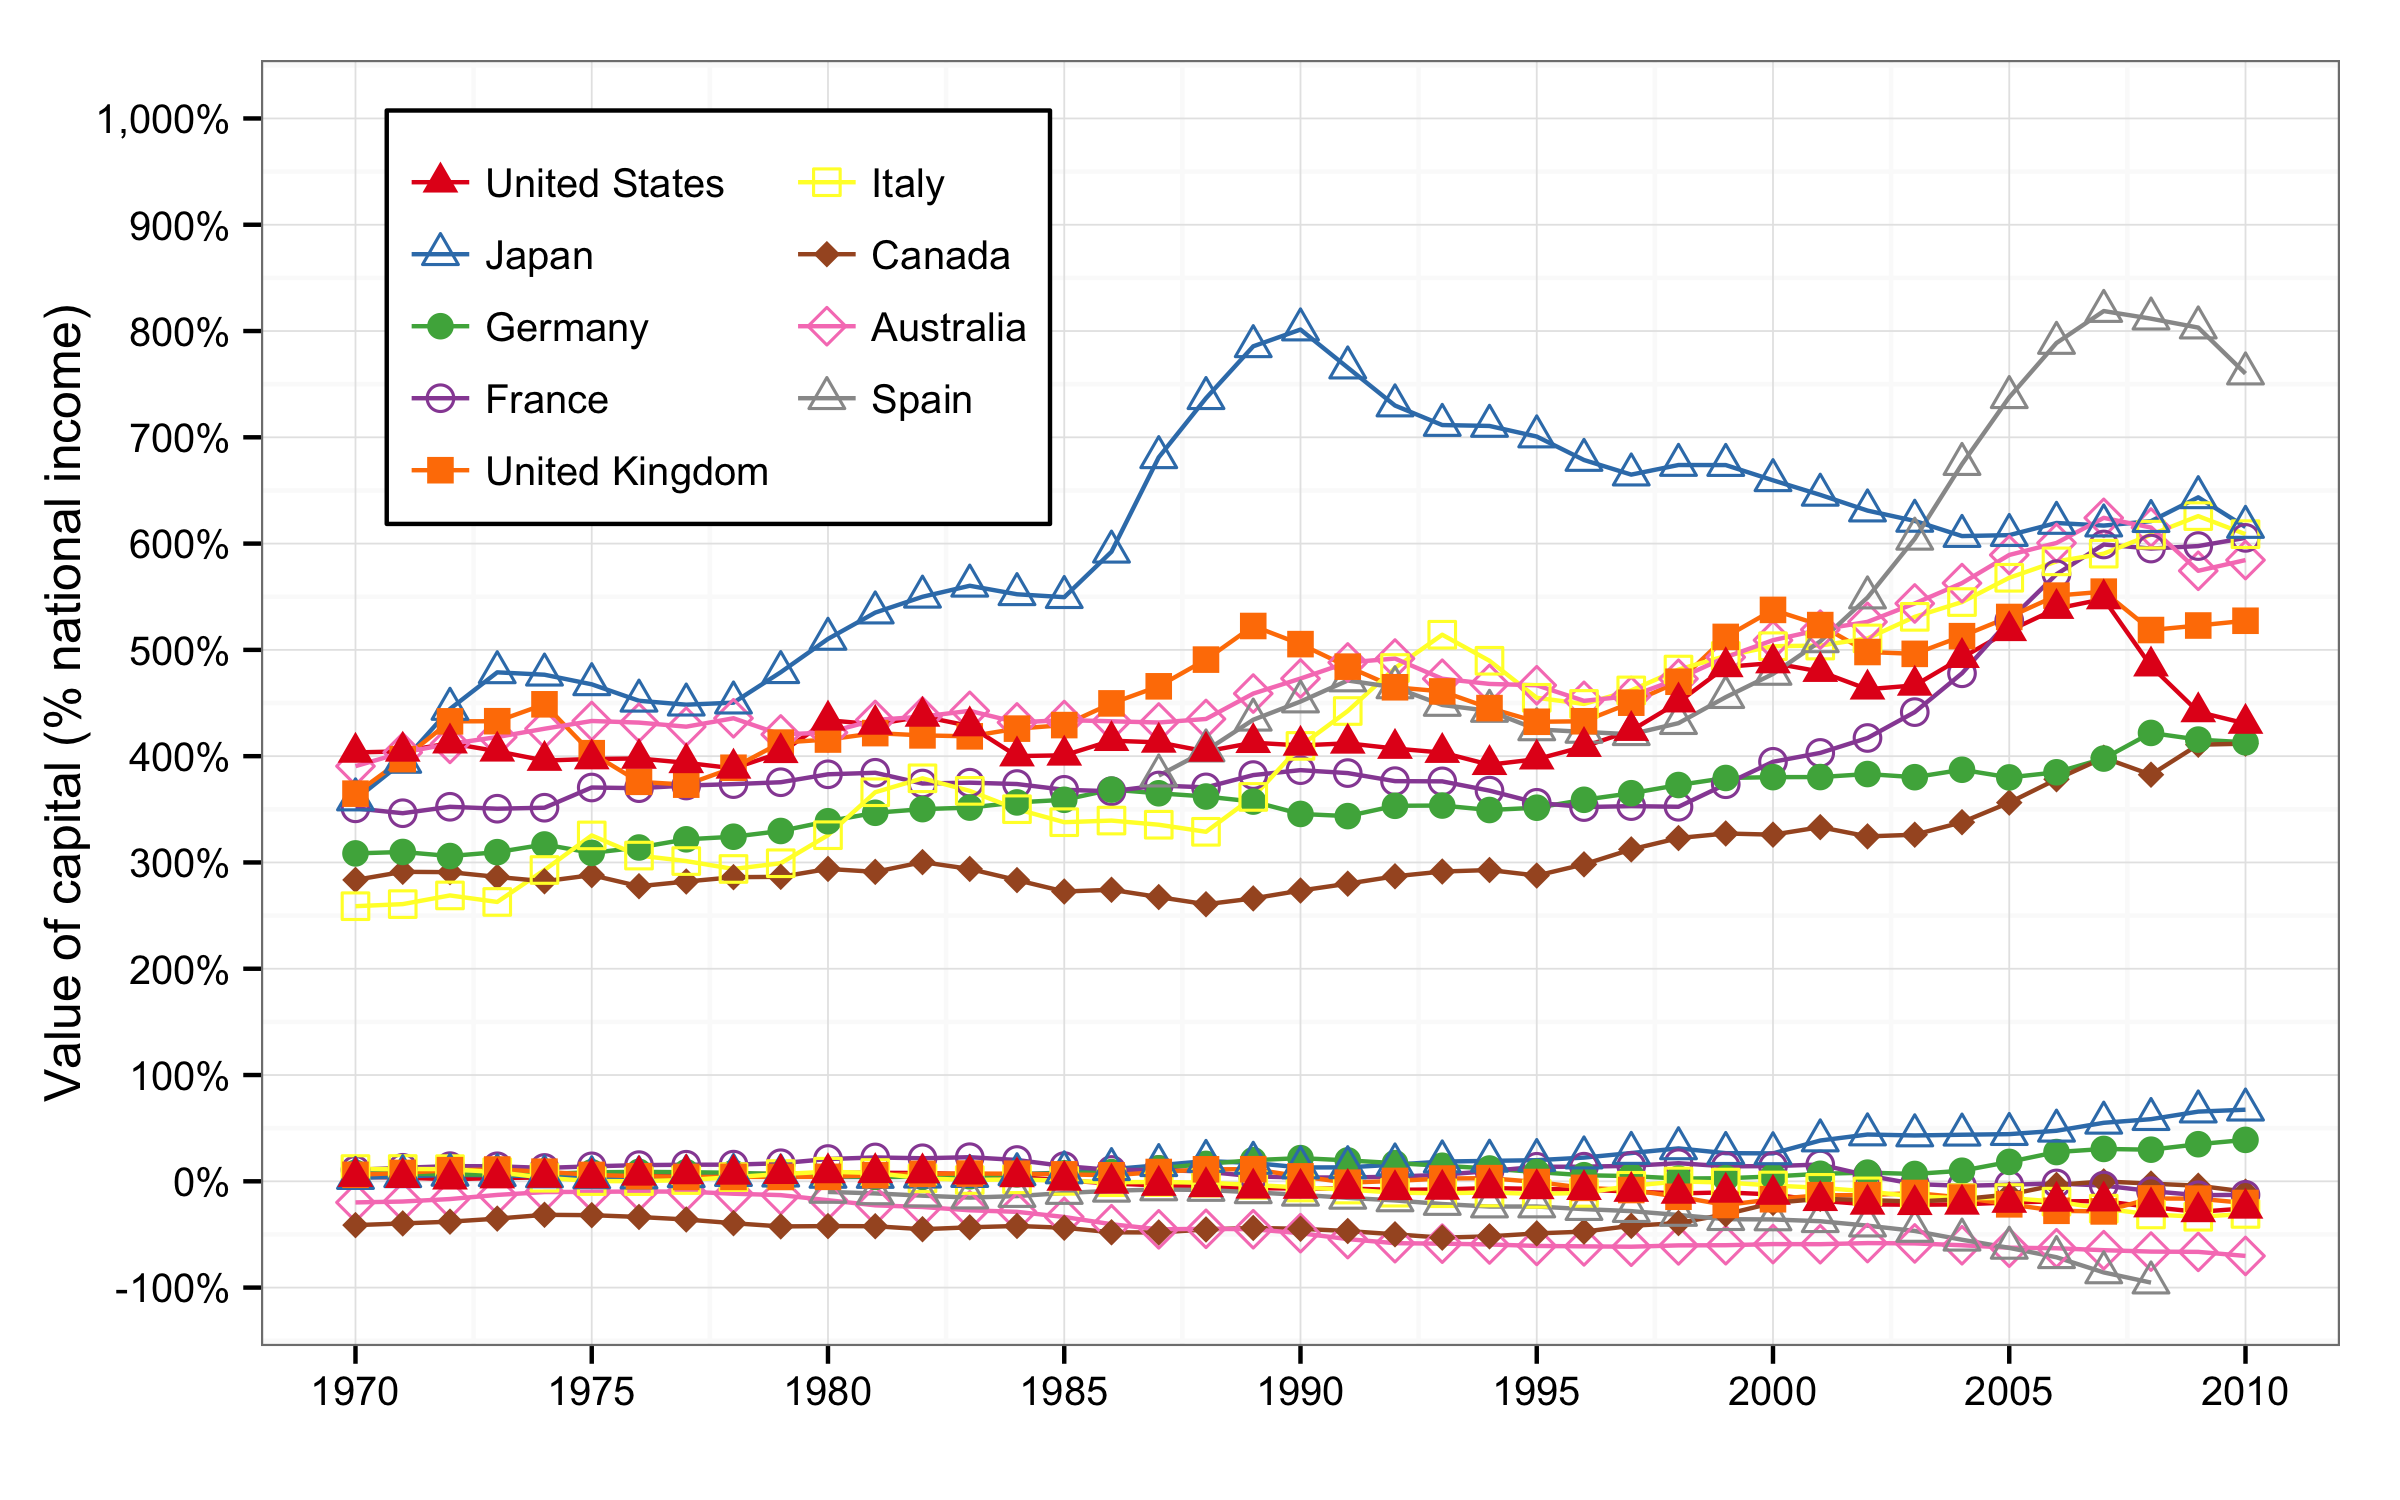 Value of capital (% national income)
1,000%
900%
800%
700%
600%
500%
400%
300%
200%
100%
0%
-100%
United States
Japan
Germany
France
United Kingdom
Italy
Canada
Australia
Spain
1970 1975 1980 1985 1990 1995 2000 2005 2010